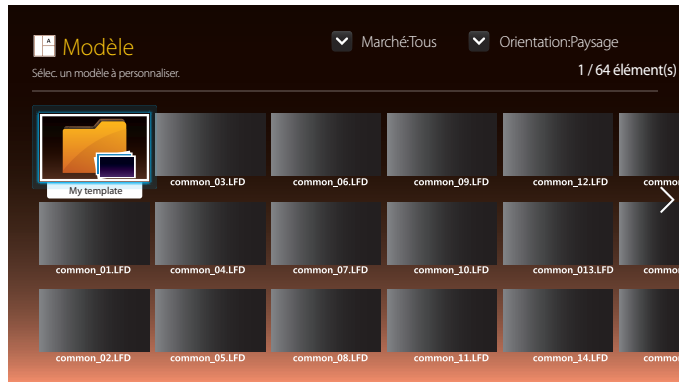 A
Modèle
Marché:Tous
Orientation:Paysage
Sélec. un modèle à personnaliser.
1 / 64 élément(s)
My template
common_03.LFD
common_06.LFD
common_09.LFD
common_12.LFD
common_01.LFD
common_04.LFD
common_07.LFD
common_10.LFD
common_013.LFD
common_02.LFD
common_05.LFD
common_08.LFD
common_11.LFD
common_14.LFD